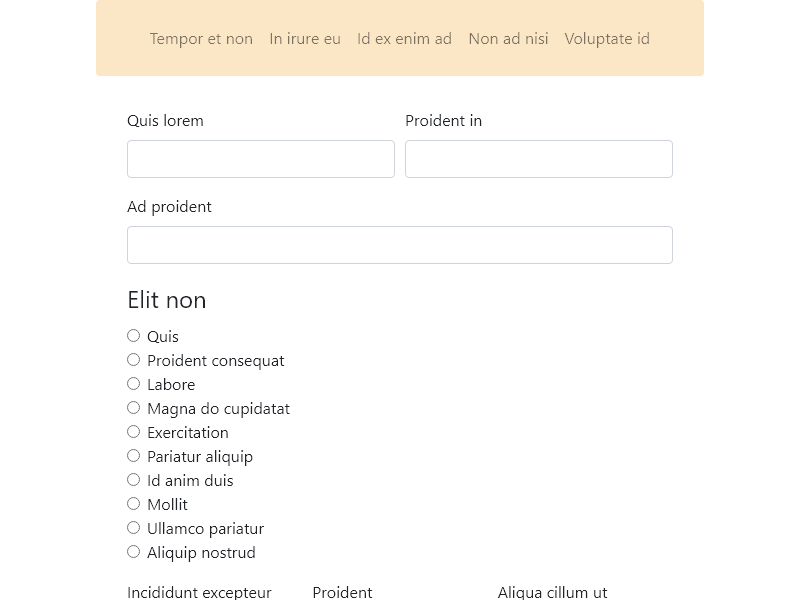 Tempor et non In irure eu Id ex enim ad Non ad nisi Voluptate id
Quis lorem Proident in
Ad proident
Elit non
Quis
Proident consequat
Labore
Magna do cupidatat
Exercitation
Pariatur aliquip
Id anim duis
Mollit
Ullamco pariatur
Aliquip nostrud
Incididunt excepteur Proident Aliqua cillum ut